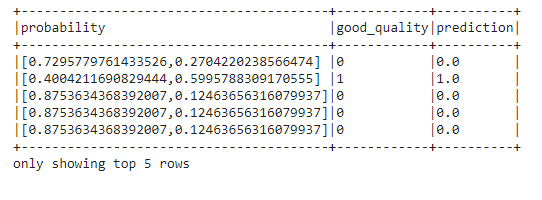 +----------------------------------------+------------+----------+
|probability                             |good_quality|prediction|
+----------------------------------------+------------+----------+
|[0.7295779761433526,0.2704220238566474] |0           |0.0       |
|[0.4004211690829444,0.5995788309170555] |1           |1.0       |
|[0.8753634368392007,0.12463656316079937]|0           |0.0       |
|[0.8753634368392007,0.12463656316079937]|0           |0.0       |
|[0.8753634368392007,0.12463656316079937]|0           |0.0       |
+----------------------------------------+------------+----------+
only showing top 5 rows